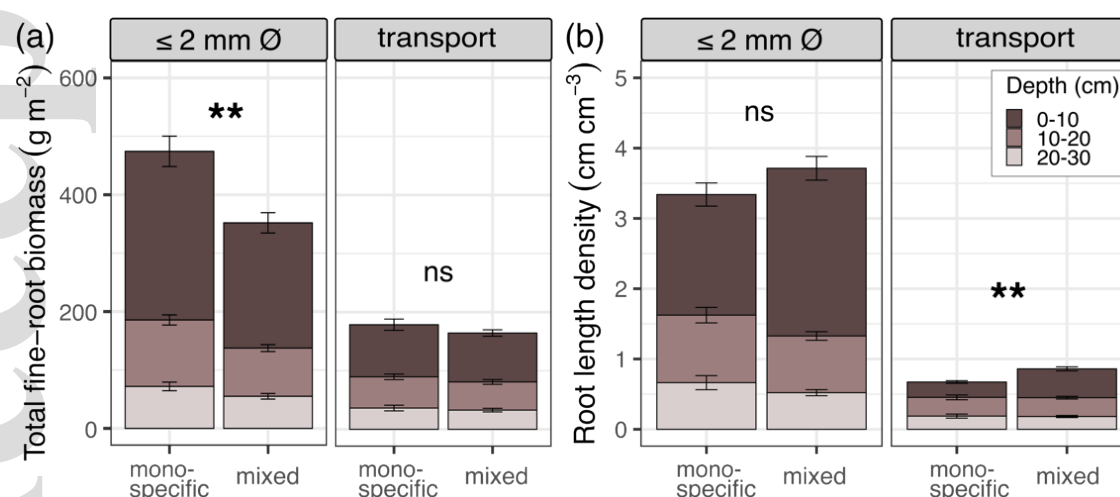 (a)
≤ 2 mm Ø
transport
Total fine−root biomass (g m−2)
600
400
200
0
**
ns
mono-
specific
mixed
mono-
specific
mixed
(b)
≤ 2 mm Ø
transport
Root length density (cm cm−3)
5
4
3
2
1
0
ns
**
Depth (cm)
0-10
10-20
20-30
mono-
specific
mixed
mono-
specific
mixed